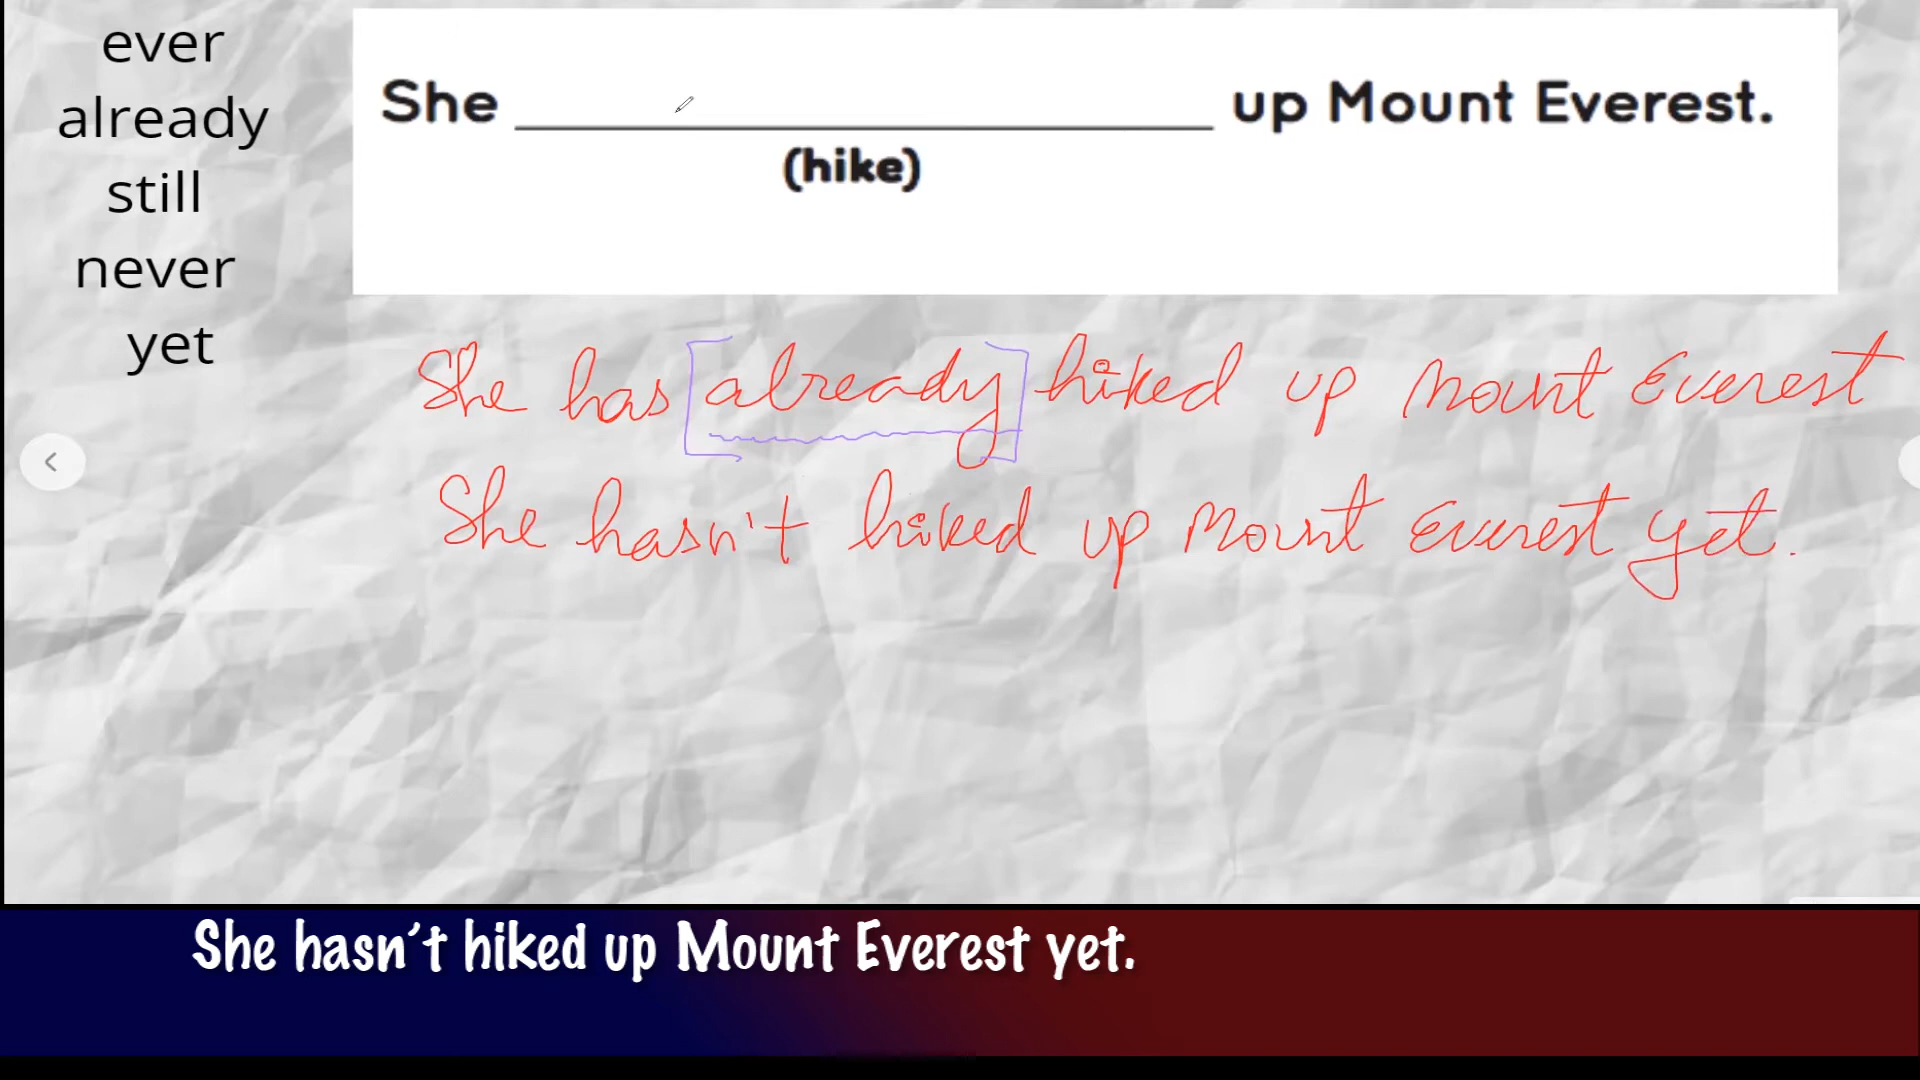 ever
already
still
never
yet
She ____________ up Mount Everest.
(hike)
She has [already] hiked up Mount Everest
She hasn't hiked up Mount Everest yet.
She hasn't hiked up Mount Everest yet.